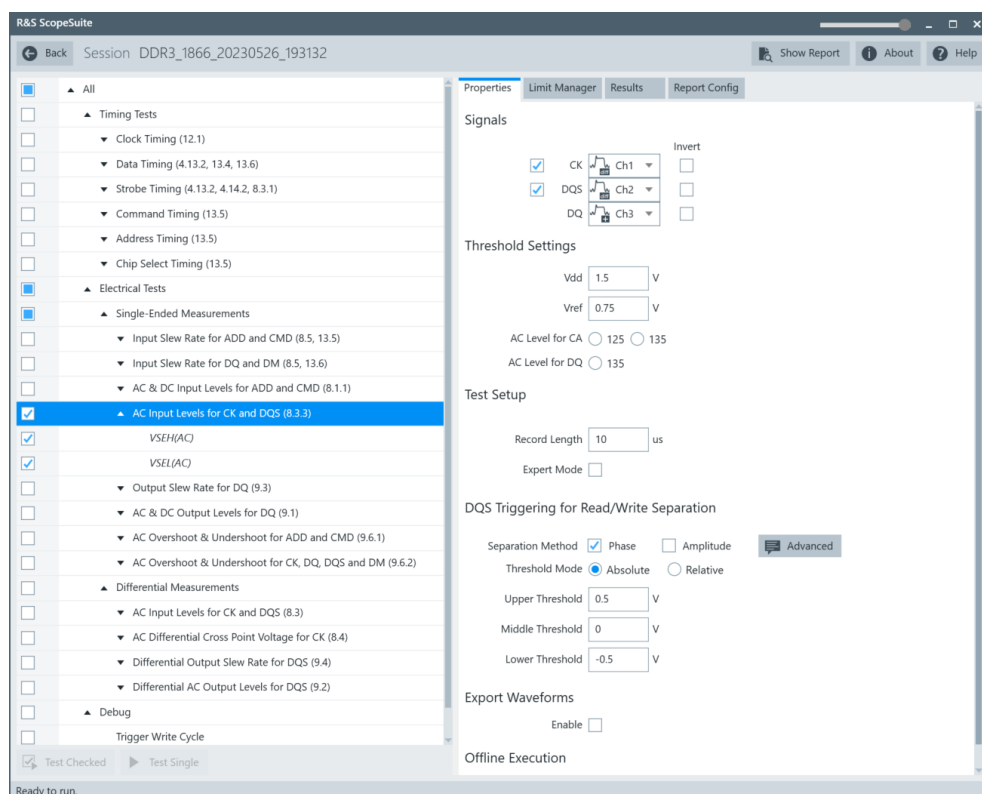 R&S ScopeSuite
Back Session DDR3_1866_20230526_193132 Show Report About Help
All
Timing Tests
Clock Timing (12.1)
Data Timing (4.13.2, 13.4, 13.6)
Strobe Timing (4.13.2, 4.14.2, 8.3.1)
Command Timing (13.5)
Address Timing (13.5)
Chip Select Timing (13.5)
Electrical Tests
Single-Ended Measurements
Input Slew Rate for ADD and CMD (8.5, 13.5)
Input Slew Rate for DQ and DM (8.5, 13.6)
AC & DC Input Levels for ADD and CMD (8.1.1)
AC Input Levels for CK and DQS (8.3.3)
VSEH(AC)
VSEL(AC)
Output Slew Rate for DQ (9.3)
AC & DC Output Levels for DQ (9.1)
AC Overshoot & Undershoot for ADD and CMD (9.6.1)
AC Overshoot & Undershoot for CK, DQ, DQS and DM (9.6.2)
Differential Measurements
AC Input Levels for CK and DQS (8.3)
AC Differential Cross Point Voltage for CK (8.4)
Differential Output Slew Rate for DQS (9.4)
Differential AC Output Levels for DQS (9.2)
Debug
Trigger Write Cycle
Test Checked Test Single
Ready to run.
Properties Limit Manager Results Report Config
Signals
Invert
CK Ch1
DQS Ch2
DQ Ch3
Threshold Settings
Vdd 1.5 V
Vref 0.75 V
AC Level for CA 125 135
AC Level for DQ 135
Test Setup
Record Length 10 us
Expert Mode
DQS Triggering for Read/Write Separation
Separation Method Phase Amplitude Advanced
Threshold Mode Absolute Relative
Upper Threshold 0.5 V
Middle Threshold 0 V
Lower Threshold -0.5 V
Export Waveforms
Enable
Offline Execution